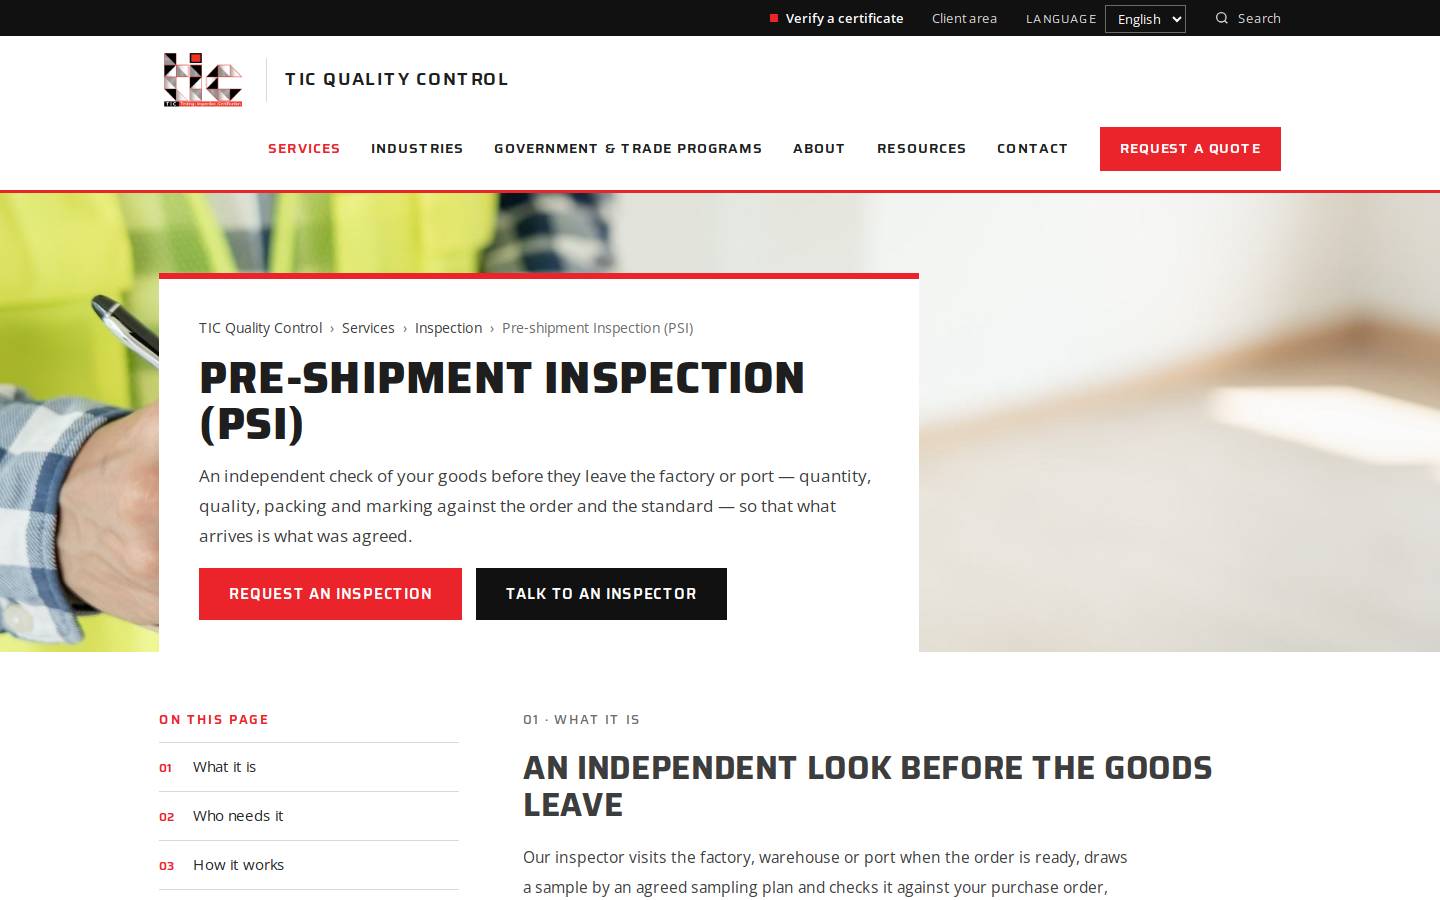 Verify a certificate
Client area
LANGUAGE
English
Search
tic
TIC Testing Inspection Certification
TIC QUALITY CONTROL
SERVICES
INDUSTRIES
GOVERNMENT & TRADE PROGRAMS
ABOUT
RESOURCES
CONTACT
REQUEST A QUOTE
TIC Quality Control › Services › Inspection › Pre-shipment Inspection (PSI)
PRE-SHIPMENT INSPECTION
(PSI)
An independent check of your goods before they leave the factory or port — quantity,
quality, packing and marking against the order and the standard — so that what
arrives is what was agreed.
REQUEST AN INSPECTION
TALK TO AN INSPECTOR
ON THIS PAGE
01 What it is
02 Who needs it
03 How it works
01 · WHAT IT IS
AN INDEPENDENT LOOK BEFORE THE GOODS
LEAVE
Our inspector visits the factory, warehouse or port when the order is ready, draws
a sample by an agreed sampling plan and checks it against your purchase order,